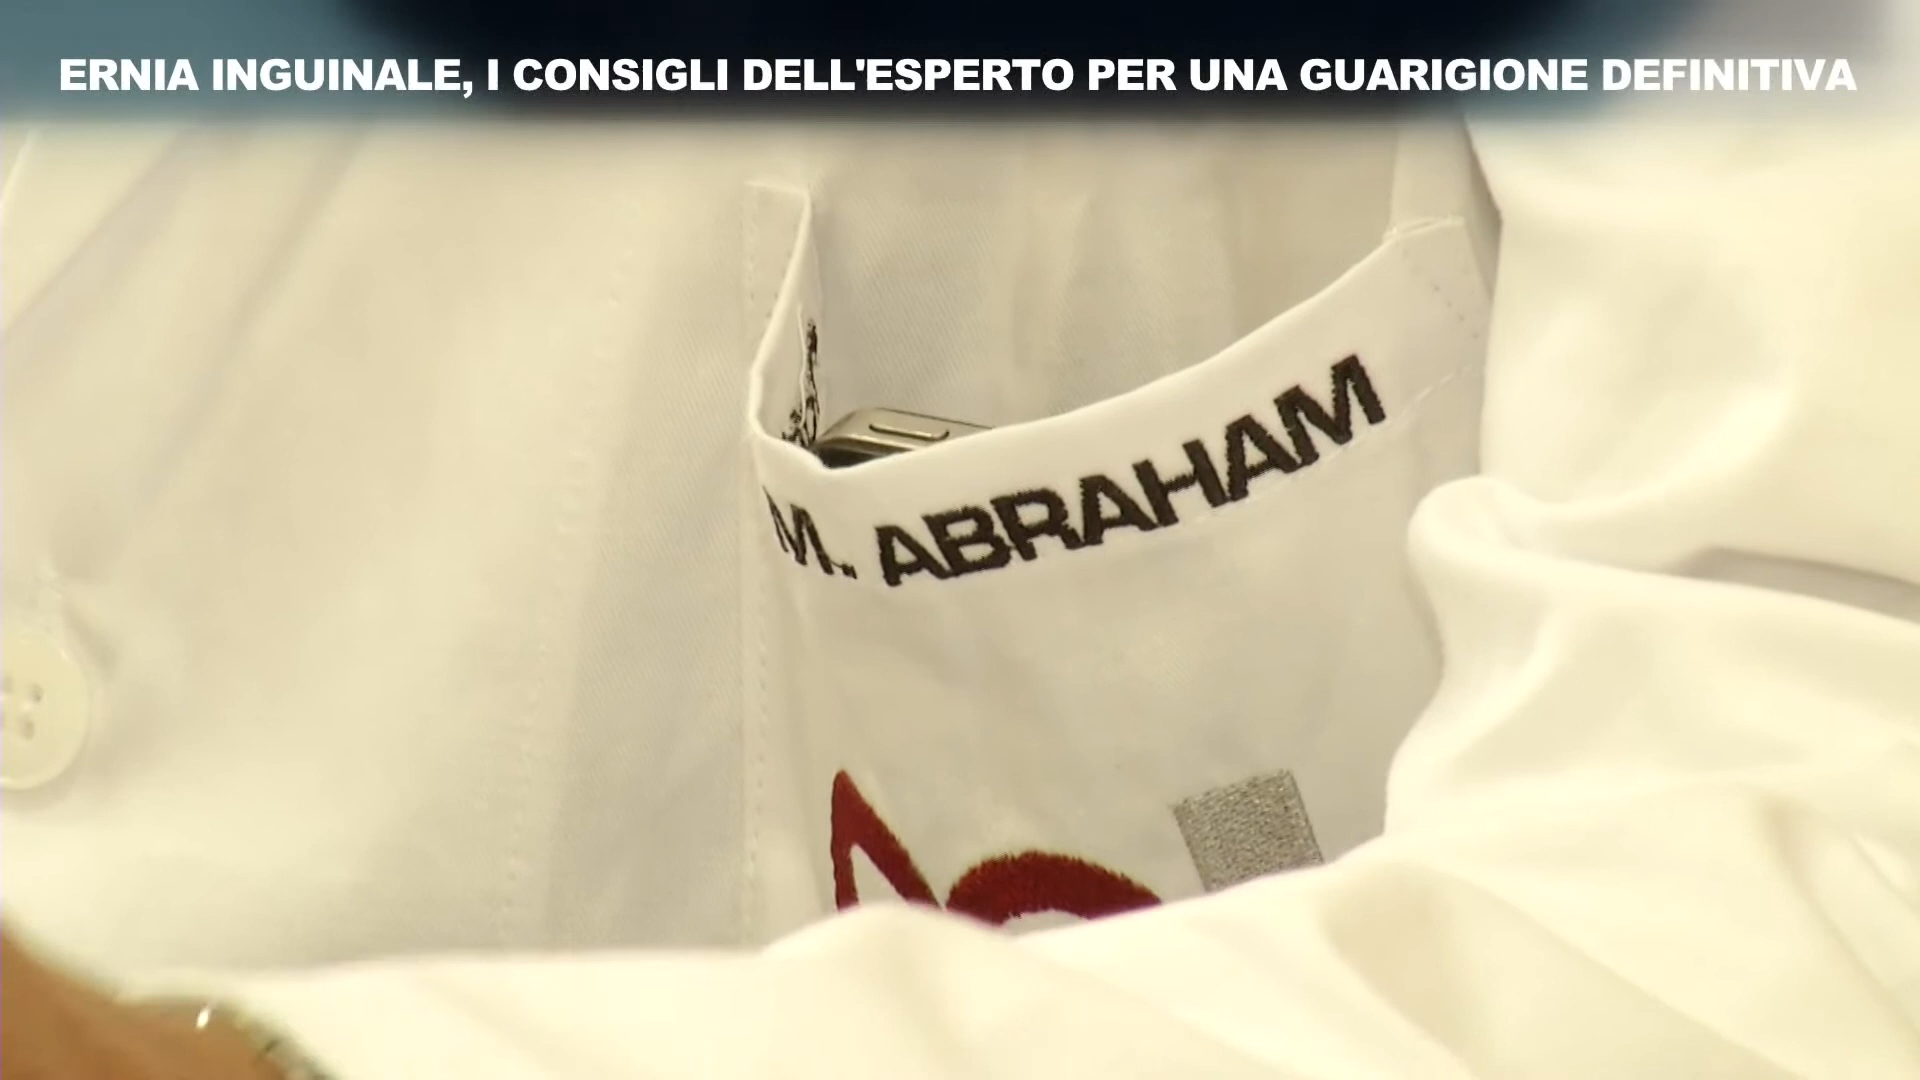 ERNIA INGUINALE, I CONSIGLI DELL'ESPERTO PER UNA GUARIGIONE DEFINITIVA
M. ABRAHAM